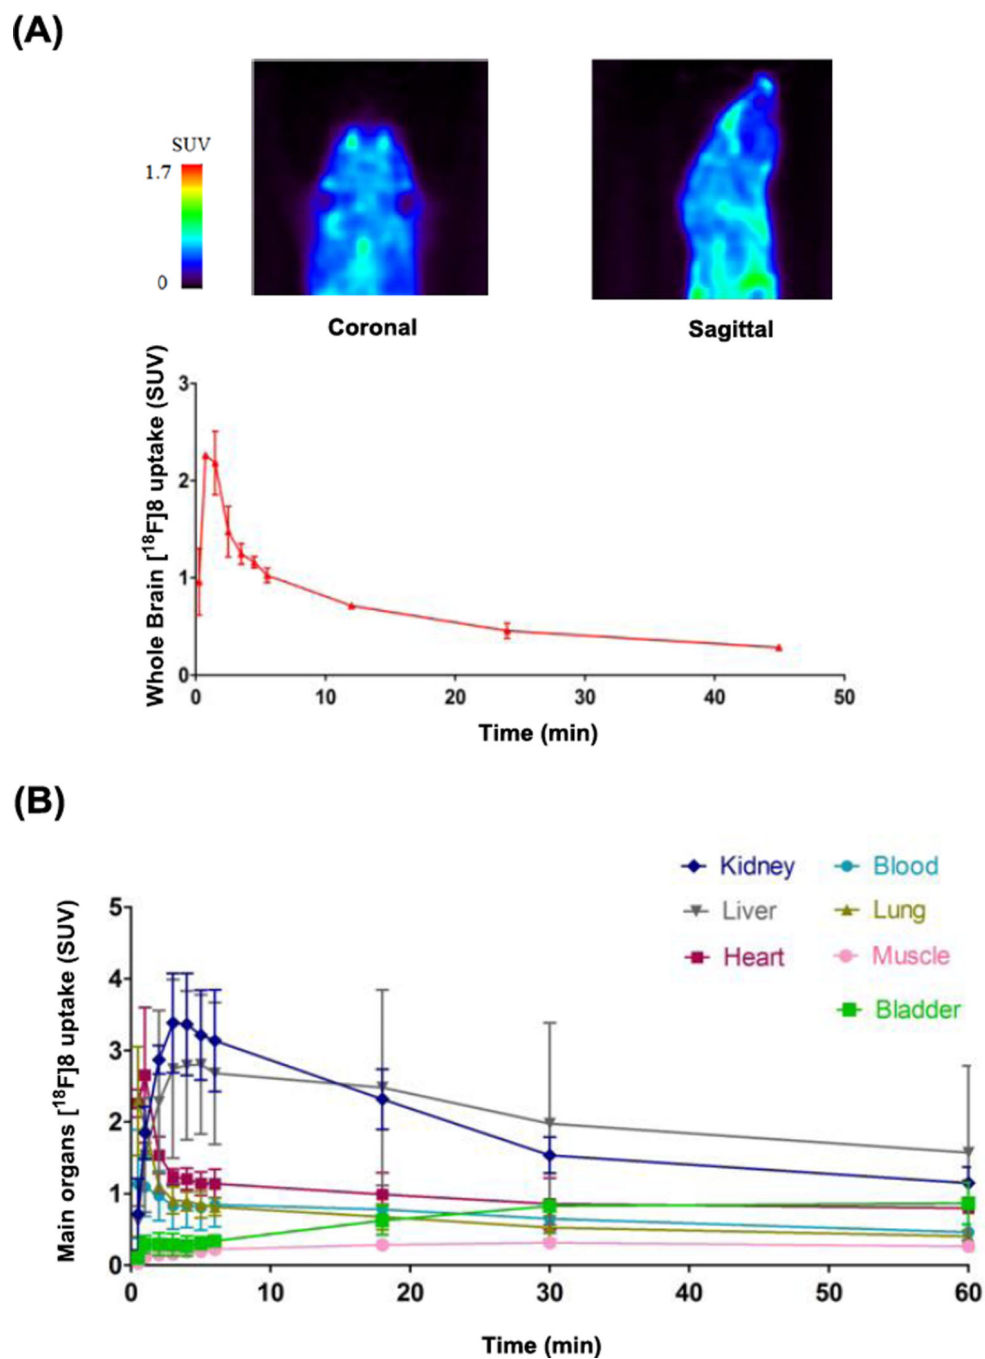 (A)
SUV
1.7
0
Coronal
Sagittal
Whole Brain [¹⁸F]8 uptake (SUV)
3
2
1
0
0 10 20 30 40 50
Time (min)
(B)
Kidney
Blood
Liver
Lung
Heart
Muscle
Bladder
Main organs [¹⁸F]8 uptake (SUV)
5
4
3
2
1
0
0 10 20 30 40 50 60
Time (min)